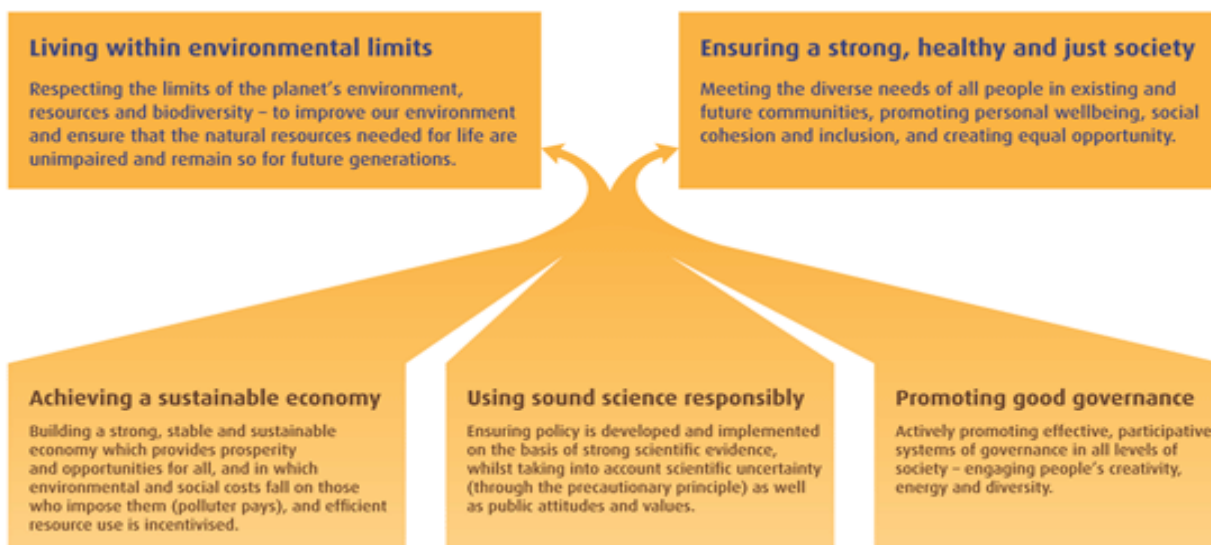 Living within environmental limits
Respecting the limits of the planet's environment,
resources and biodiversity – to improve our environment
and ensure that the natural resources needed for life are
unimpaired and remain so for future generations.
Ensuring a strong, healthy and just society
Meeting the diverse needs of all people in existing and
future communities, promoting personal wellbeing, social
cohesion and inclusion, and creating equal opportunity.
Achieving a sustainable economy
Building a strong, stable and sustainable
economy which provides prosperity
and opportunities for all, and in which
environmental and social costs fall on those
who impose them (polluter pays), and efficient
resource use is incentivised.
Using sound science responsibly
Ensuring policy is developed and implemented
on the basis of strong scientific evidence,
whilst taking into account scientific uncertainty
(through the precautionary principle) as well
as public attitudes and values.
Promoting good governance
Actively promoting effective, participative
systems of governance in all levels of
society – engaging people's creativity,
energy and diversity.